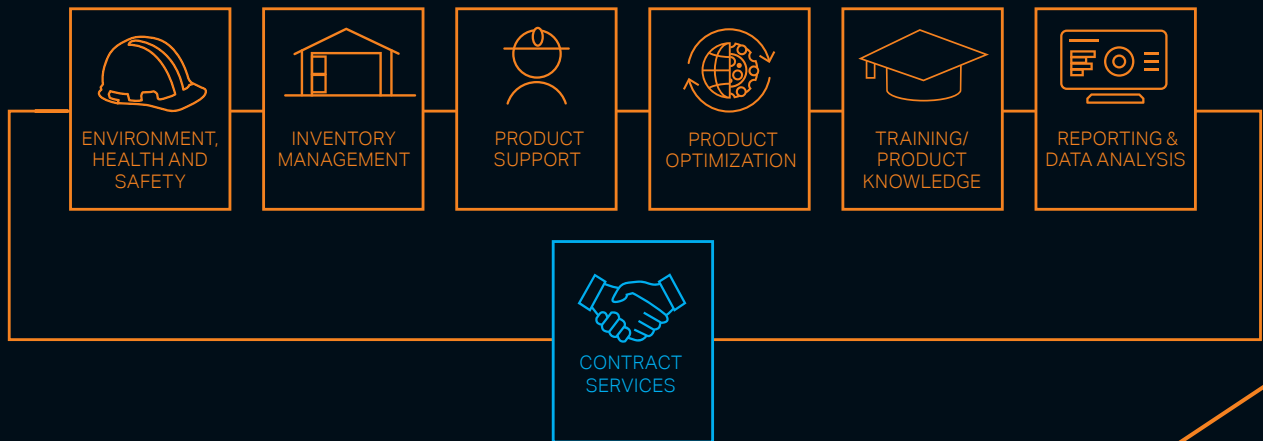 ENVIRONMENT,
HEALTH AND
SAFETY
INVENTORY
MANAGEMENT
PRODUCT
SUPPORT
PRODUCT
OPTIMIZATION
TRAINING/
PRODUCT
KNOWLEDGE
REPORTING &
DATA ANALYSIS
CONTRACT
SERVICES